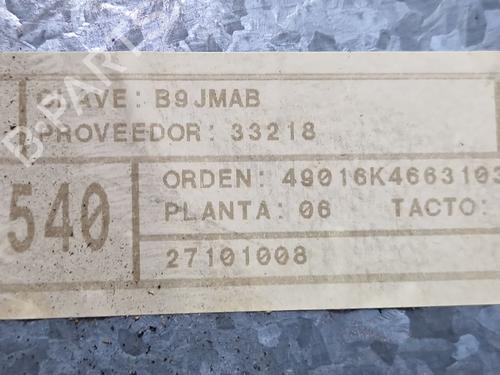 CLAVE: B9JMAB
PROVEEDOR: 33218
540
ORDEN: 49016K4663103
PLANTA: 06 TACTO:
27101008